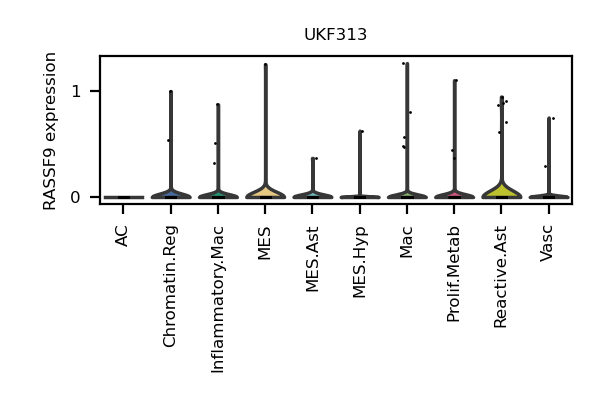 UKF313
RASSF9 expression
1
0
AC
Chromatin.Reg
Inflammatory.Mac
MES
MES.Ast
MES.Hyp
Mac
Prolif.Metab
Reactive.Ast
Vasc